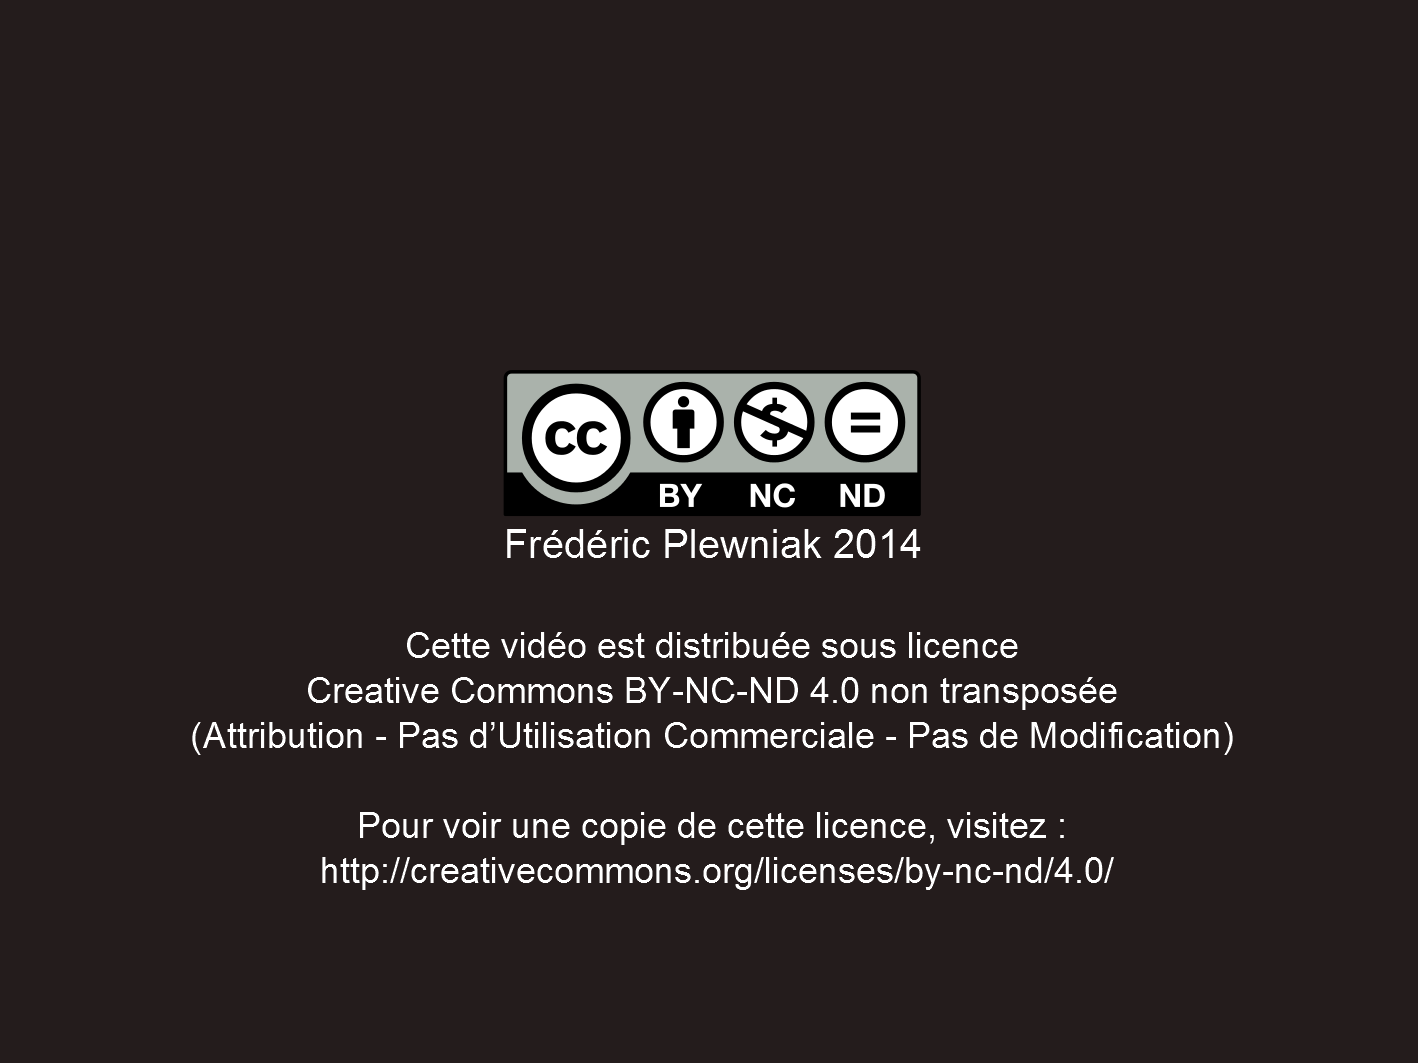 cc
BY NC ND
Frédéric Plewniak 2014
Cette vidéo est distribuée sous licence
Creative Commons BY-NC-ND 4.0 non transposée
(Attribution - Pas d’Utilisation Commerciale - Pas de Modification)
Pour voir une copie de cette licence, visitez :
http://creativecommons.org/licenses/by-nc-nd/4.0/